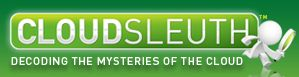 CLOUDSLEUTH™
DECODING THE MYSTERIES OF THE CLOUD